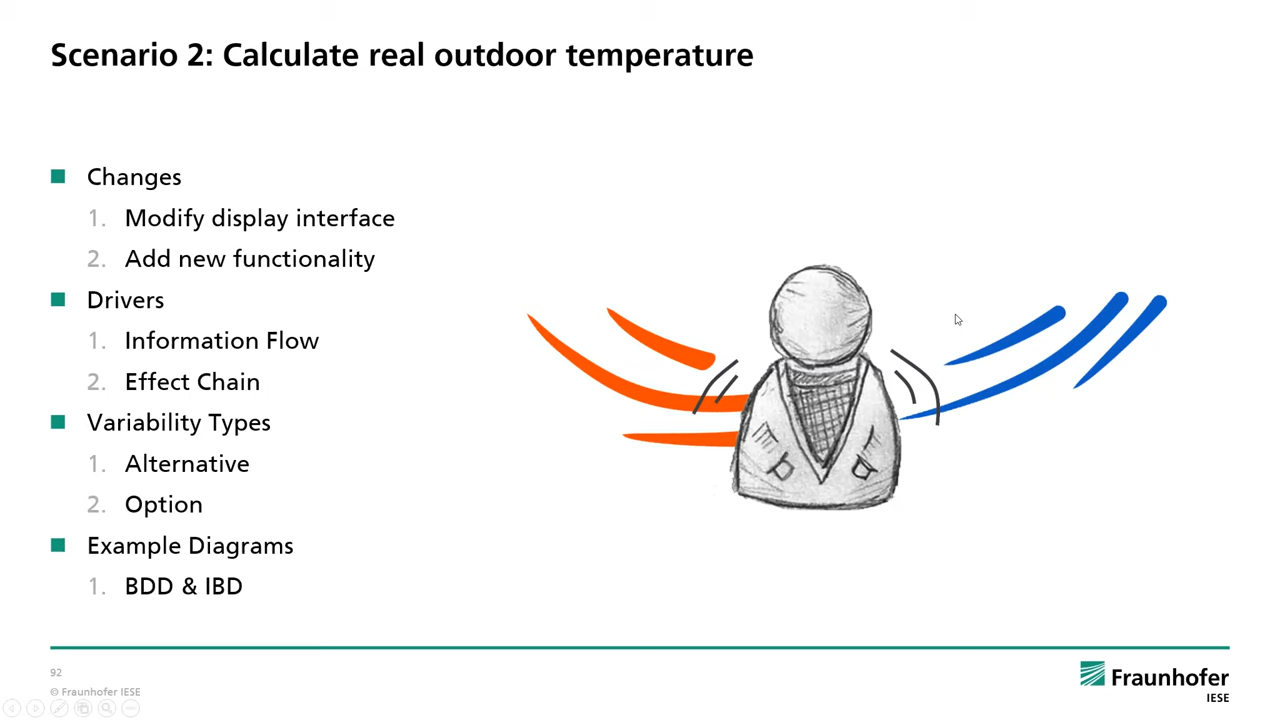 Scenario 2: Calculate real outdoor temperature
Changes
1. Modify display interface
2. Add new functionality
Drivers
1. Information Flow
2. Effect Chain
Variability Types
1. Alternative
2. Option
Example Diagrams
1. BDD & IBD
92
© Fraunhofer IESE
Fraunhofer
IESE